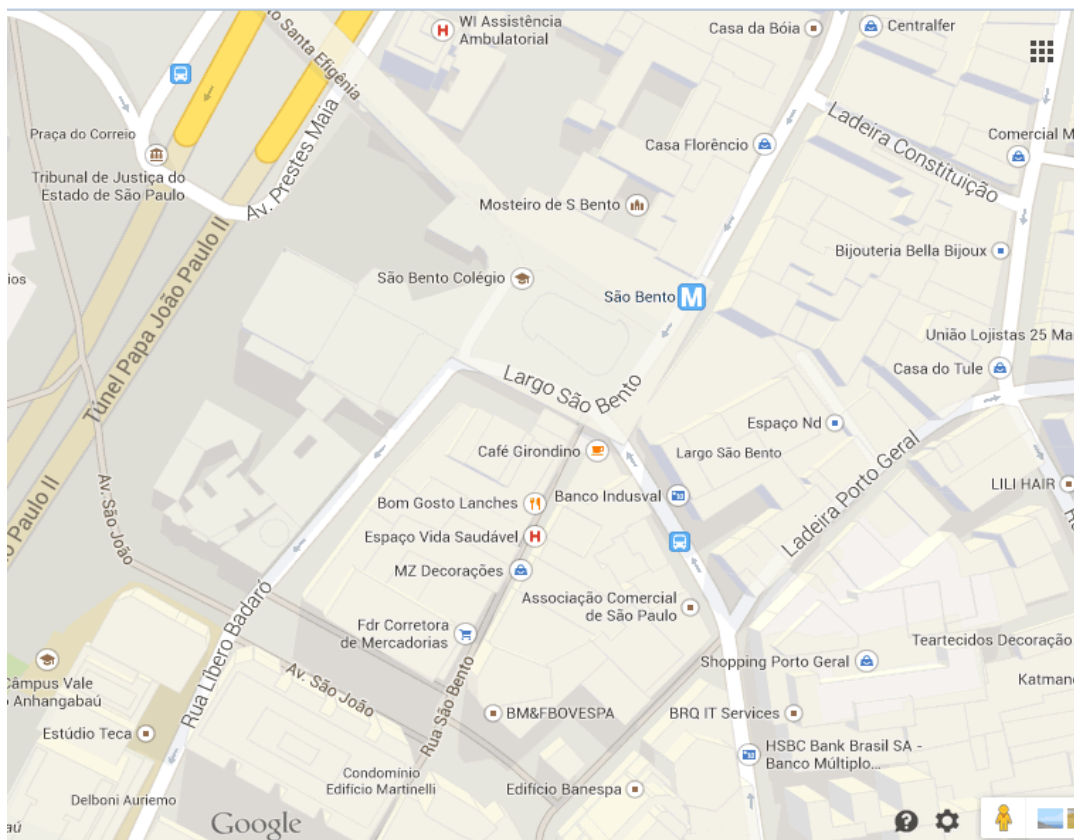 WI Assistência
Ambulatorial
Casa da Bóia
Centralfer
Santa Efigênia
Praça do Correio
Av. Prestes Maia
Casa Florêncio
Ladeira Constituição
Comercial M
Tribunal de Justiça do
Estado de São Paulo
Mosteiro de S Bento
Bijouteria Bella Bijoux
ios
São Bento Colégio
São Bento
M
Túnel Papa João Paulo II
União Lojistas 25 Mar
Casa do Tule
Largo São Bento
Espaço Nd
Café Girondino
Largo São Bento
Ladeira Porto Geral
LILI HAIR
Bom Gosto Lanches
Banco Indusval
Paulo II
Av. São João
Espaço Vida Saudável
MZ Decorações
Associação Comercial
de São Paulo
Rua Líbero Badaró
Fdr Corretora
de Mercadorias
Teartecidos Decoração
Shopping Porto Geral
Katmand
Câmpus Vale
Anhangabaú
Av. São João
Rua São Bento
BM&FBOVESPA
BRQ IT Services
Estúdio Teca
HSBC Bank Brasil SA -
Banco Múltiplo...
Condomínio
Edifício Martinelli
Edifício Banespa
Delboni Auriemo
Google
aú